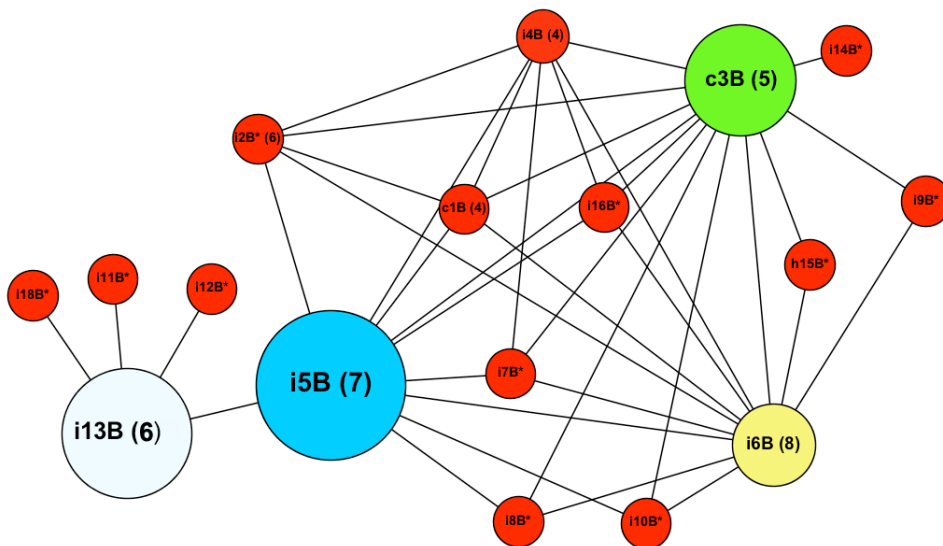 i4B (4)
c3B (5)
i14B*
i2B* (6)
c1B (4)
i16B*
i9B*
h15B*
i18B*
i11B*
i12B*
i5B (7)
i7B*
i13B (6)
i6B (8)
i8B*
i10B*